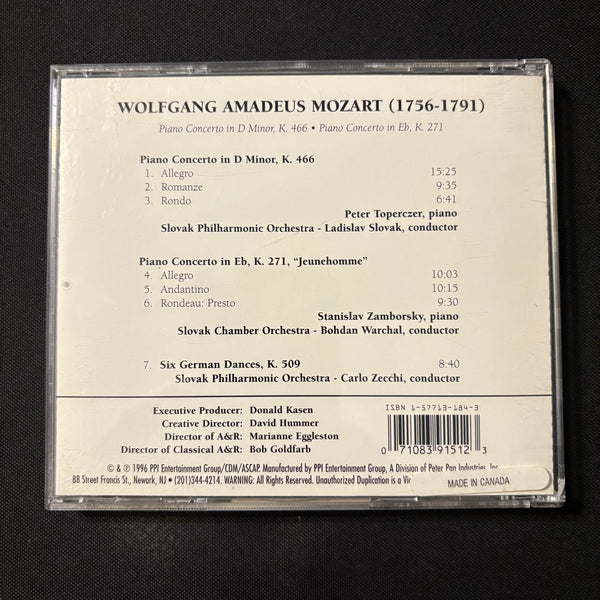 WOLFGANG AMADEUS MOZART (1756-1791)
Piano Concerto in D Minor, K. 466 • Piano Concerto in Eb, K. 271
Piano Concerto in D Minor, K. 466
1. Allegro 15:25
2. Romanze 9:35
3. Rondo 6:41
Peter Toperczer, piano
Slovak Philharmonic Orchestra - Ladislav Slovak, conductor
Piano Concerto in Eb, K. 271, “Jeunehomme”
4. Allegro 10:03
5. Andantino 10:15
6. Rondeau: Presto 9:30
Stanislav Zamborsky, piano
Slovak Chamber Orchestra - Bohdan Warchal, conductor
7. Six German Dances, K. 509 8:40
Slovak Philharmonic Orchestra - Carlo Zecchi, conductor
Executive Producer: Donald Kasen
Creative Director: David Hummer
Director of A&R: Marianne Eggleston
Director of Classical A&R: Bob Goldfarb
ISBN 1-57713-184-3
0 71083 91512 3
© & ℗ 1996 PPI Entertainment Group/CDM/ASCAP. Manufactured by PPI Entertainment Group, A Division of Peter Pan Industries, Inc.
88 Street Francis St., Newark, NJ • (201)344-4214. WARNING: All Rights Reserved. Unauthorized Duplication is a
MADE IN CANADA